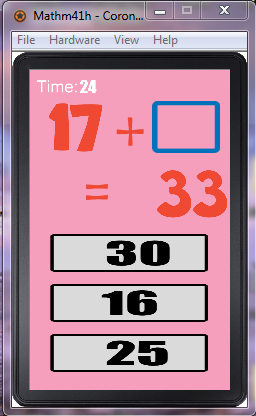 Mathm41h - Coron...
File Hardware View Help
Time:24
17 +
= 33
30
16
25